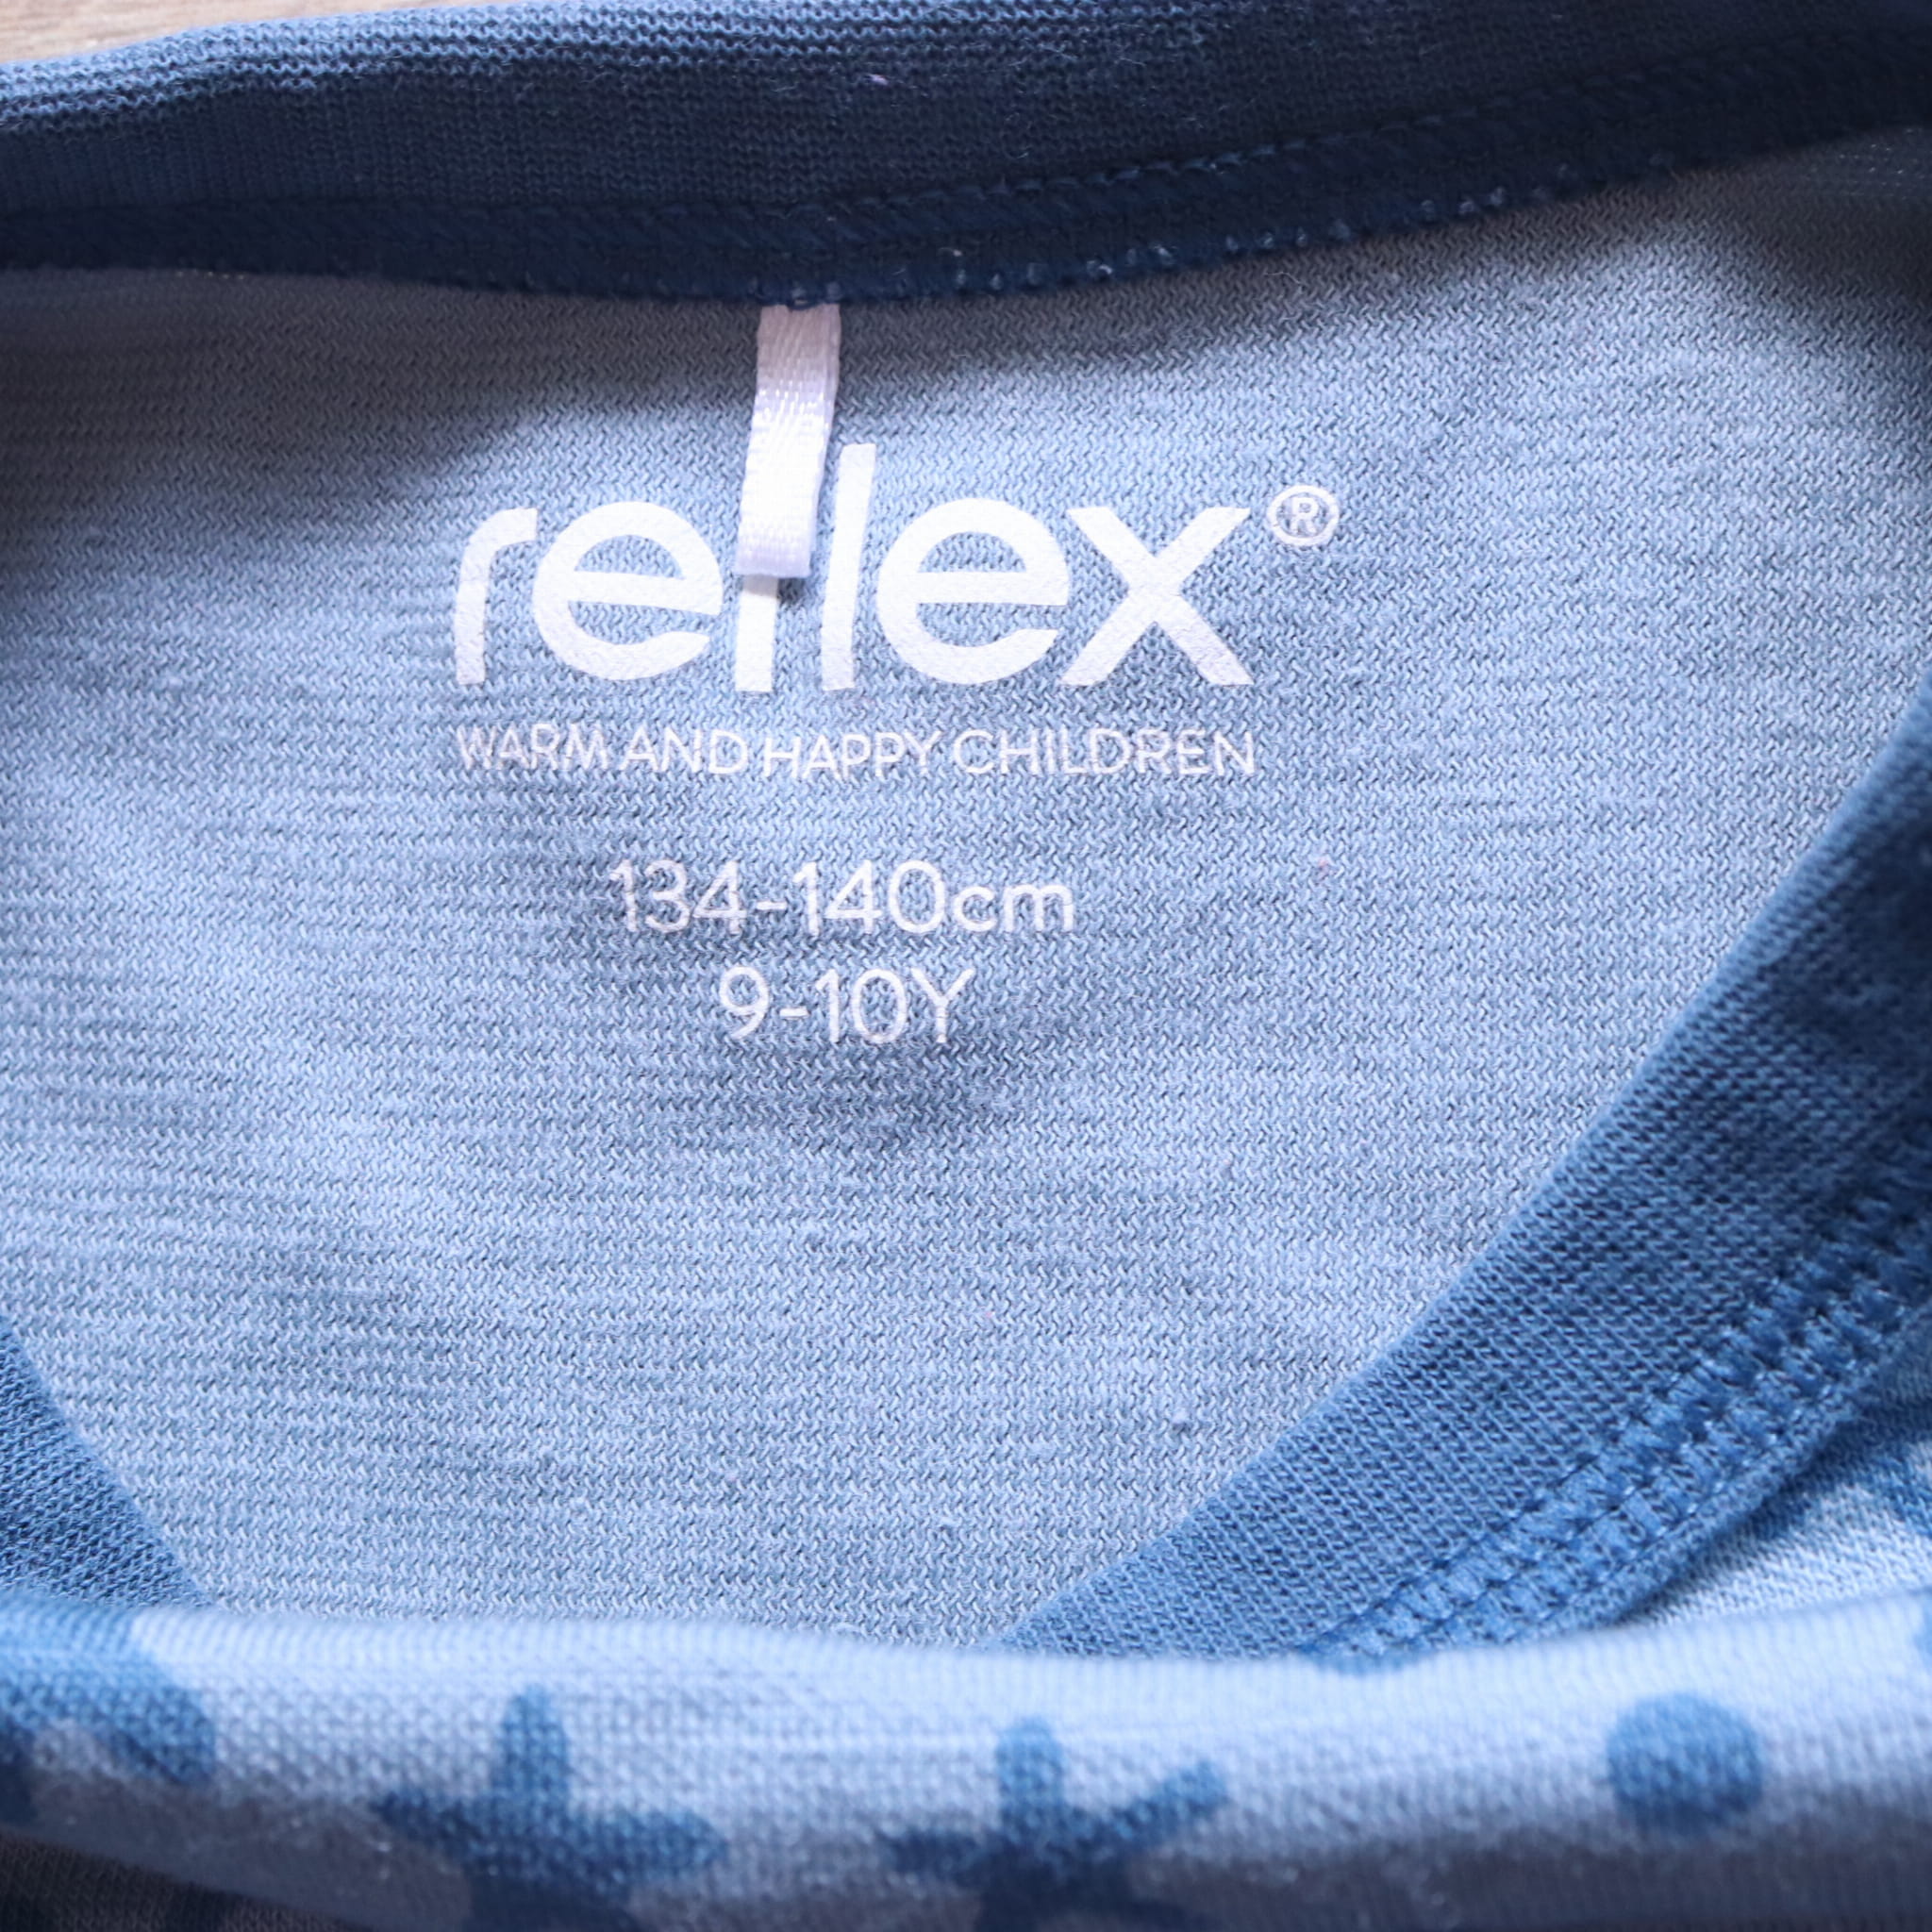 reflex®
WARM AND HAPPY CHILDREN
134-140cm
9-10Y